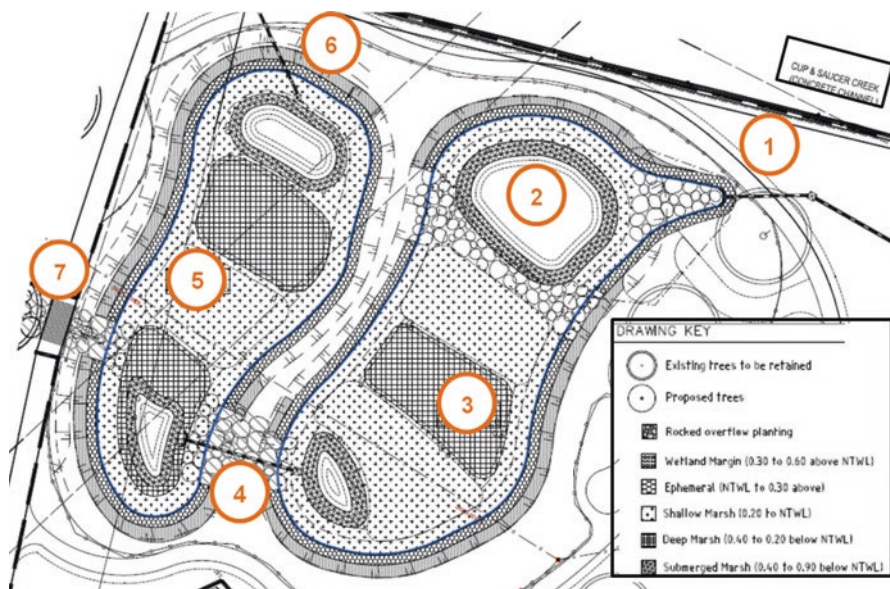 6
CUP & SAUCER CREEK
(CONCRETE CHANNEL)
1
2
5
7
3
4
DRAWING KEY
Existing trees to be retained
Proposed trees
Rocked overflow planting
Wetland Margin (0.30 to 0.60 above NTWL)
Ephemeral (NTWL to 0.30 above)
Shallow Marsh (0.20 to NTWL)
Deep Marsh (0.40 to 0.20 below NTWL)
Submerged Marsh (0.40 to 0.90 below NTWL)